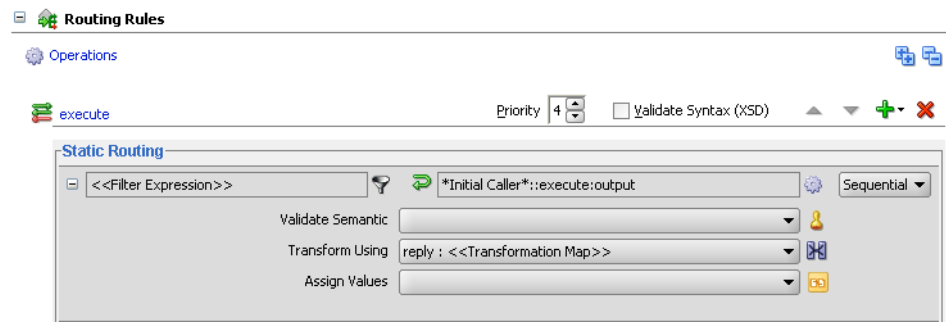 Routing Rules
Operations
execute Priority 4 Validate Syntax (XSD)
Static Routing
<<Filter Expression>> *Initial Caller*::execute:output Sequential
Validate Semantic
Transform Using reply : <<Transformation Map>>
Assign Values